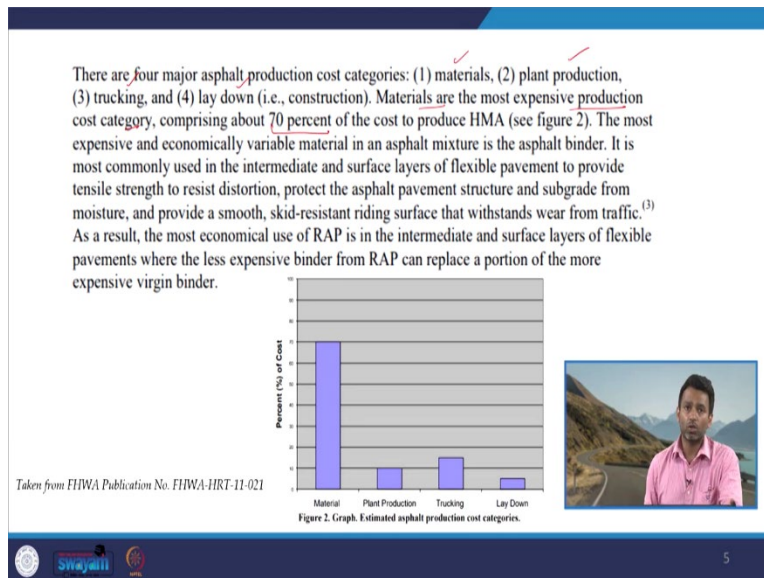 There are four major asphalt production cost categories: (1) materials, (2) plant production,
(3) trucking, and (4) lay down (i.e., construction). Materials are the most expensive production
cost category, comprising about 70 percent of the cost to produce HMA (see figure 2). The most
expensive and economically variable material in an asphalt mixture is the asphalt binder. It is
most commonly used in the intermediate and surface layers of flexible pavement to provide
tensile strength to resist distortion, protect the asphalt pavement structure and subgrade from
moisture, and provide a smooth, skid-resistant riding surface that withstands wear from traffic.(3)
As a result, the most economical use of RAP is in the intermediate and surface layers of flexible
pavements where the less expensive binder from RAP can replace a portion of the more
expensive virgin binder.
Percent (%) of Cost
Material Plant Production Trucking Lay Down
Figure 2. Graph. Estimated asphalt production cost categories.
Taken from FHWA Publication No. FHWA-HRT-11-021
swayam
5